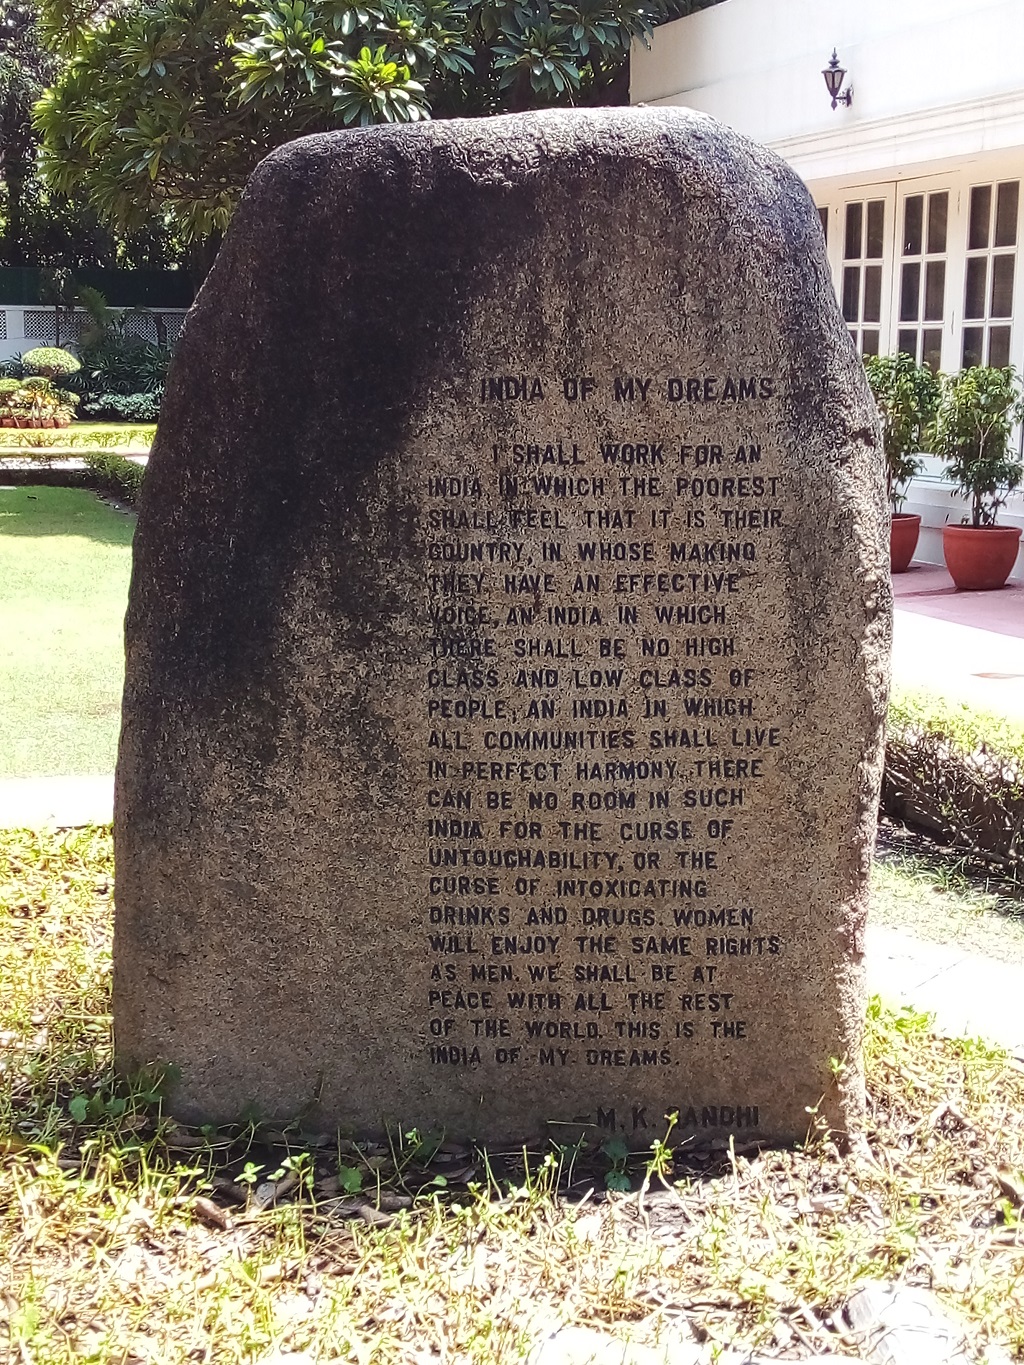 INDIA OF MY DREAMS
I SHALL WORK FOR AN
INDIA IN WHICH THE POOREST
SHALL FEEL THAT IT IS THEIR
COUNTRY, IN WHOSE MAKING
THEY HAVE AN EFFECTIVE
VOICE, AN INDIA IN WHICH
THERE SHALL BE NO HIGH
CLASS AND LOW CLASS OF
PEOPLE, AN INDIA IN WHICH
ALL COMMUNITIES SHALL LIVE
IN PERFECT HARMONY. THERE
CAN BE NO ROOM IN SUCH
INDIA FOR THE CURSE OF
UNTOUCHABILITY, OR THE
CURSE OF INTOXICATING
DRINKS AND DRUGS. WOMEN
WILL ENJOY THE SAME RIGHTS
AS MEN. WE SHALL BE AT
PEACE WITH ALL THE REST
OF THE WORLD. THIS IS THE
INDIA OF MY DREAMS.
—M. K. GANDHI